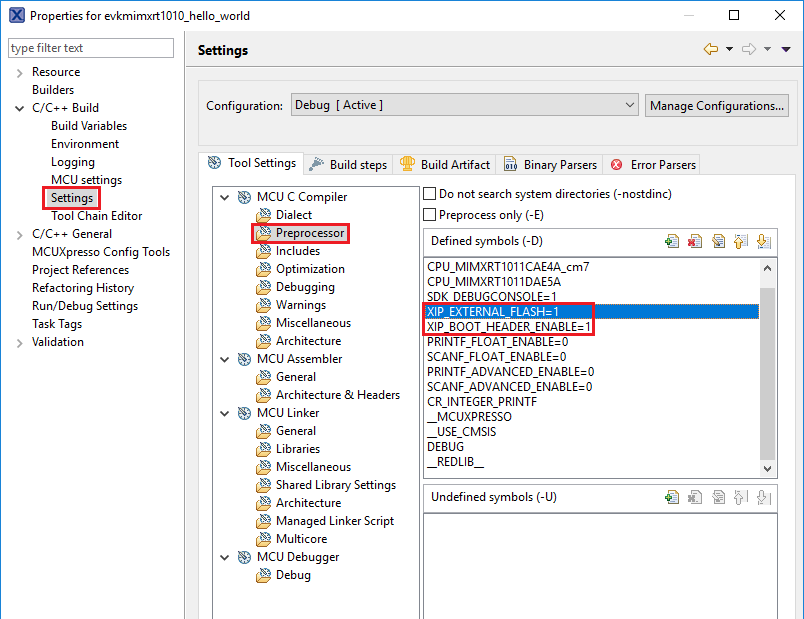 Properties for evkmimxrt1010_hello_world
type filter text
Resource
Builders
C/C++ Build
Build Variables
Environment
Logging
MCU settings
Settings
Tool Chain Editor
C/C++ General
MCUXpresso Config Tools
Project References
Refactoring History
Run/Debug Settings
Task Tags
Validation
Settings
Configuration: Debug [ Active ] Manage Configurations...
Tool Settings Build steps Build Artifact Binary Parsers Error Parsers
MCU C Compiler
Dialect
Preprocessor
Includes
Optimization
Debugging
Warnings
Miscellaneous
Architecture
MCU Assembler
General
Architecture & Headers
MCU Linker
General
Libraries
Miscellaneous
Shared Library Settings
Architecture
Managed Linker Script
Multicore
MCU Debugger
Debug
Do not search system directories (-nostdinc)
Preprocess only (-E)
Defined symbols (-D)
CPU_MIMXRT1011CAE4A_cm7
CPU_MIMXRT1011DAE5A
SDK_DEBUGCONSOLE=1
XIP_EXTERNAL_FLASH=1
XIP_BOOT_HEADER_ENABLE=1
PRINTF_FLOAT_ENABLE=0
SCANF_FLOAT_ENABLE=0
PRINTF_ADVANCED_ENABLE=0
SCANF_ADVANCED_ENABLE=0
CR_INTEGER_PRINTF
__MCUXPRESSO
__USE_CMSIS
DEBUG
__REDLIB__
Undefined symbols (-U)